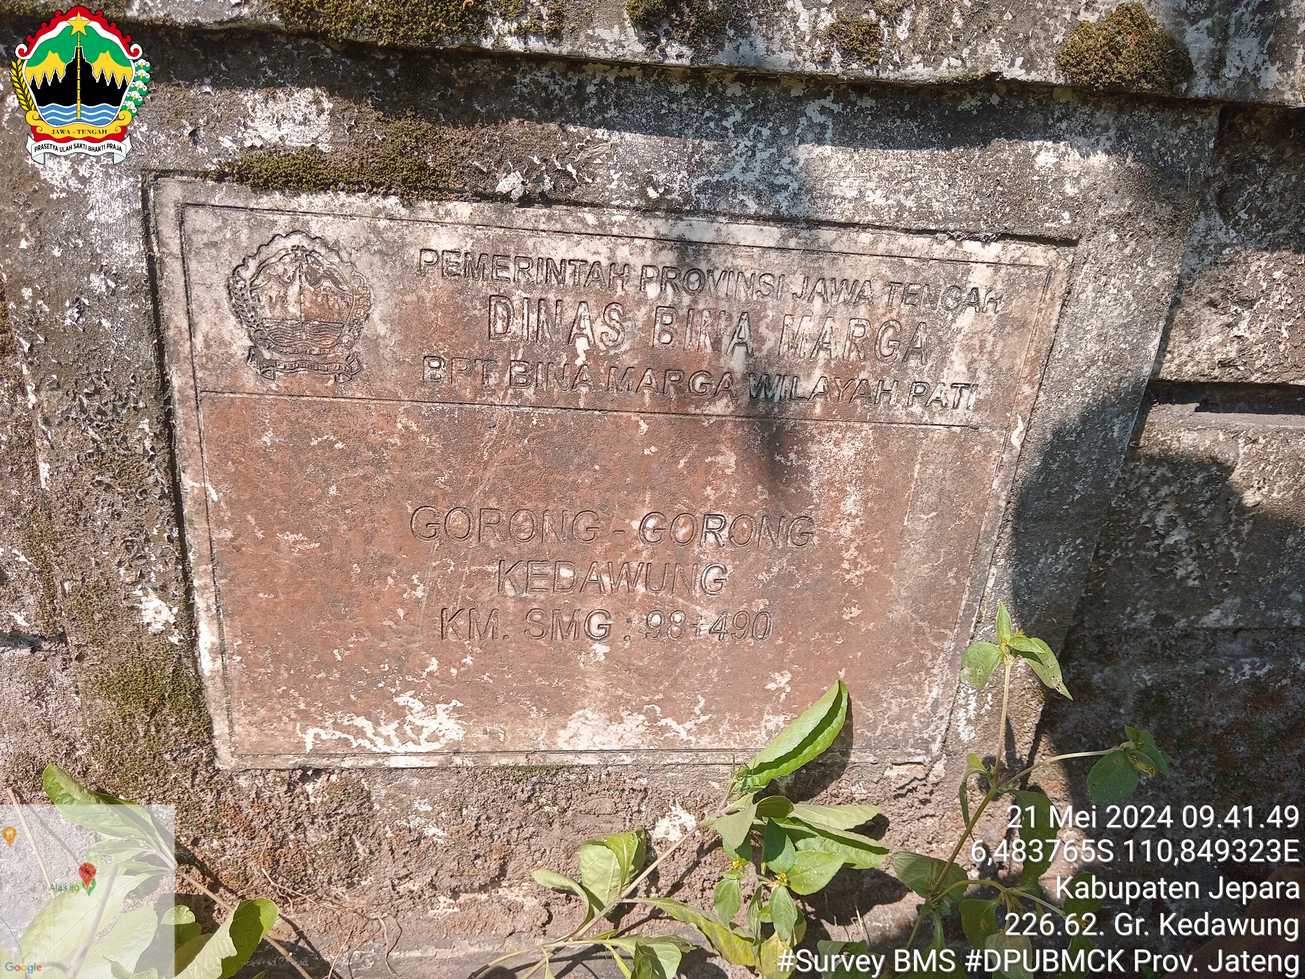 JAWA - TENGAH
PRASETYA ULAH SAKTI BHAKTI PRAJA
PEMERINTAH PROVINSI JAWA TENGAH
DINAS BINA MARGA
BPT BINA MARGA WILAYAH PATI
GORONG - GORONG
KEDAWUNG
KM. SMG : 98+490
Alas ito
Google
21 Mei 2024 09.41.49
6,483765S 110,849323E
Kabupaten Jepara
226.62. Gr. Kedawung
#Survey BMS #DPUBMCK Prov. Jateng